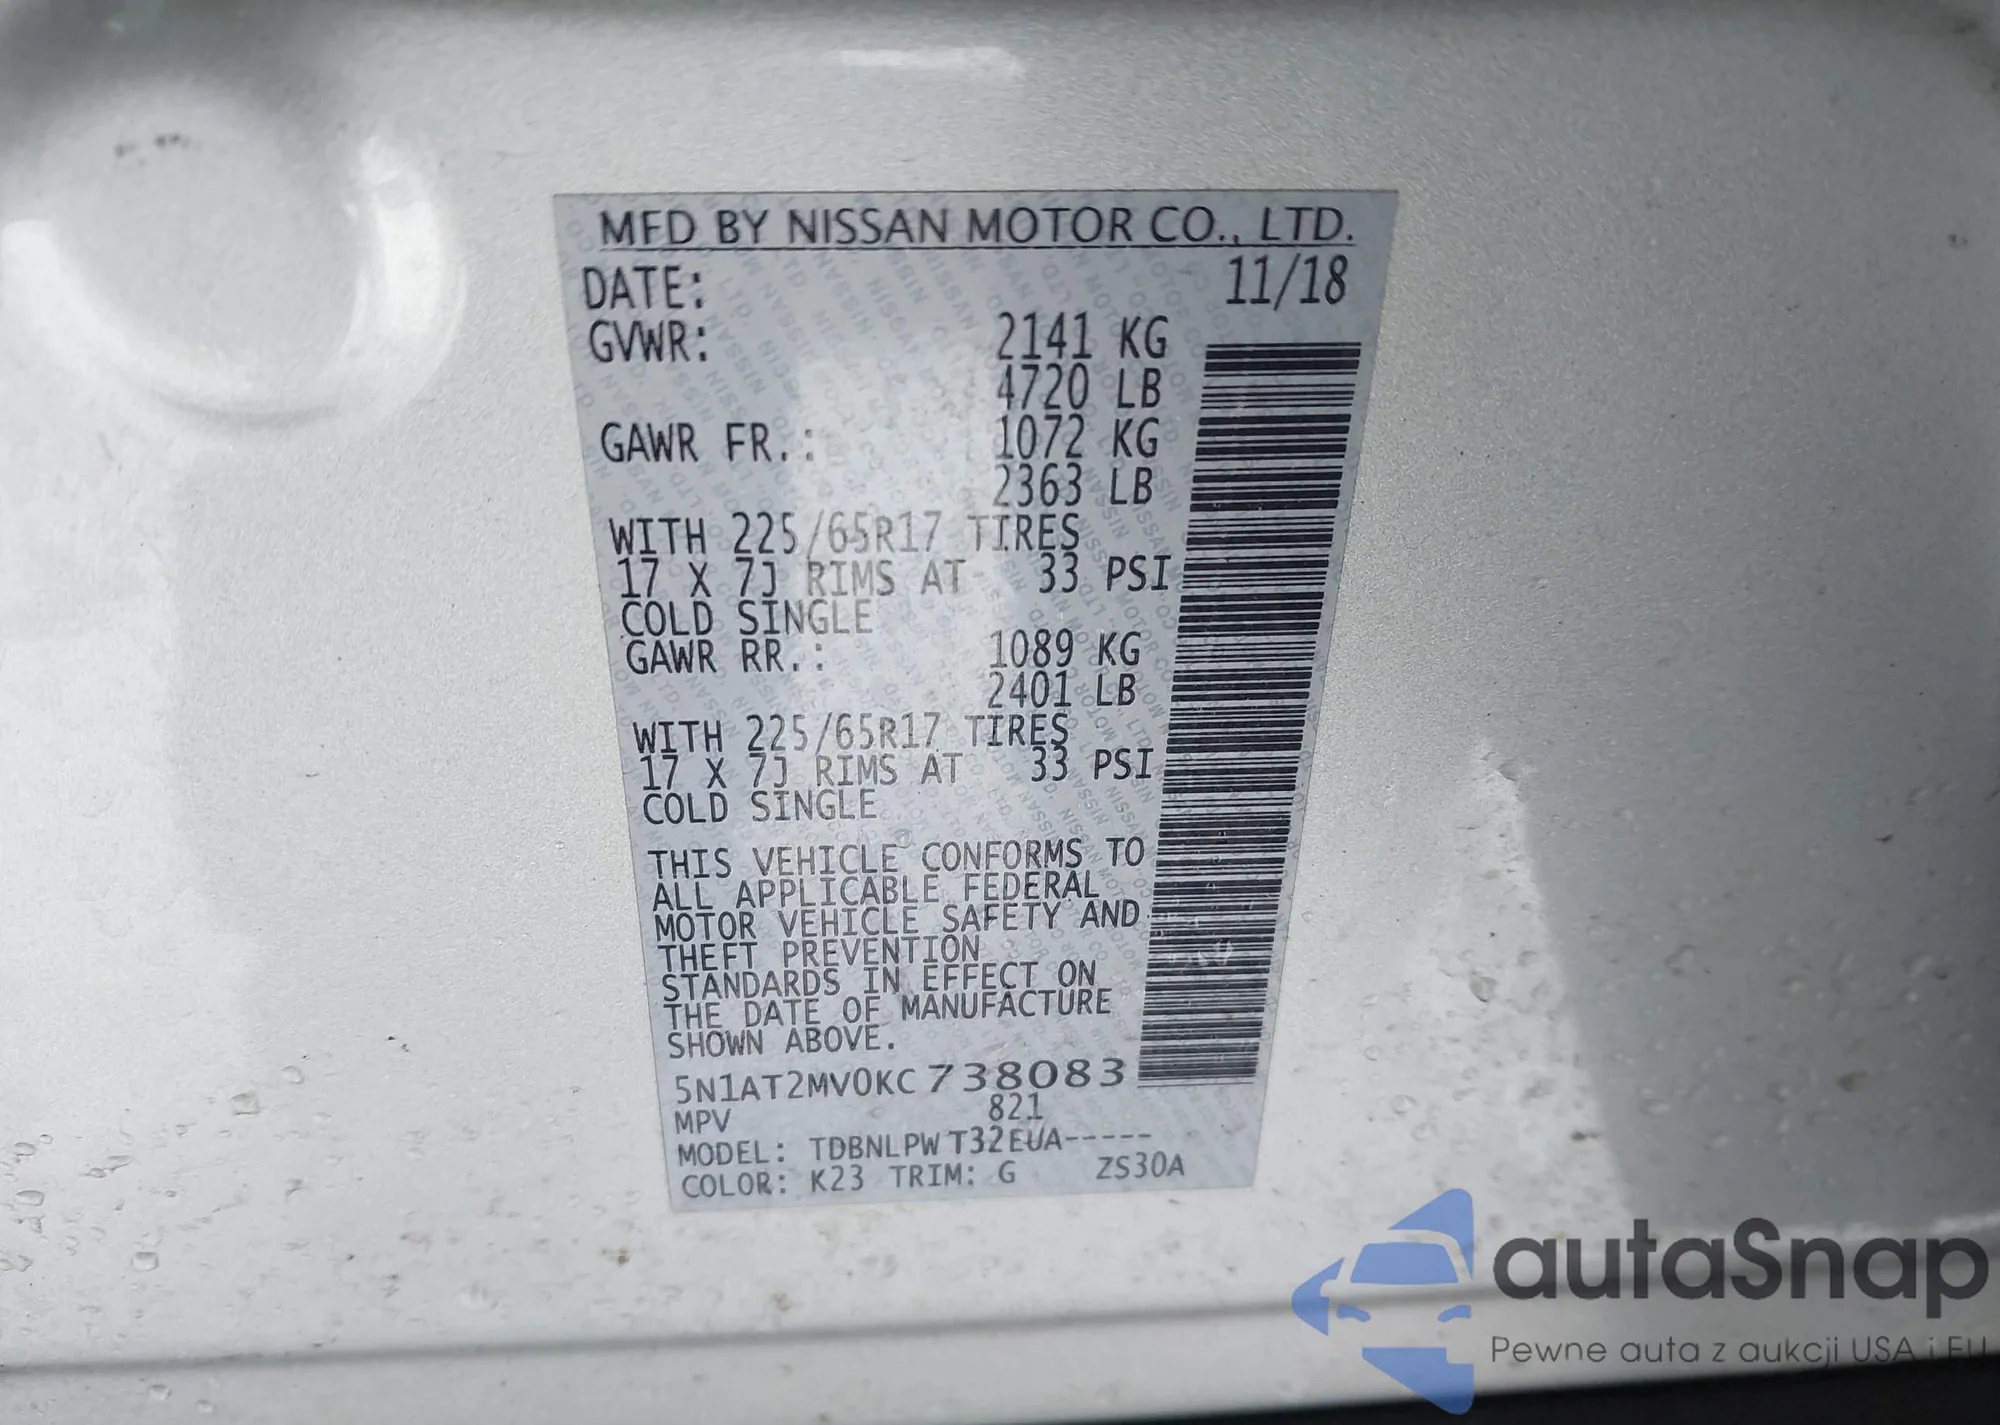 MFD BY NISSAN MOTOR CO., LTD.
DATE: 11/18
GVWR: 2141 KG
4720 LB
GAWR FR.: 1072 KG
2363 LB
WITH 225/65R17 TIRES
17 X 7J RIMS AT 33 PSI
COLD SINGLE
GAWR RR.: 1089 KG
2401 LB
WITH 225/65R17 TIRES
17 X 7J RIMS AT 33 PSI
COLD SINGLE
THIS VEHICLE CONFORMS TO
ALL APPLICABLE FEDERAL
MOTOR VEHICLE SAFETY AND
THEFT PREVENTION
STANDARDS IN EFFECT ON
THE DATE OF MANUFACTURE
SHOWN ABOVE.
5N1AT2MV0KC738083
MPV 821
MODEL: TDBNLPW T32EUA-----
COLOR: K23 TRIM: G ZS30A
autaSnap
Pewne auta z aukcji USA i EU